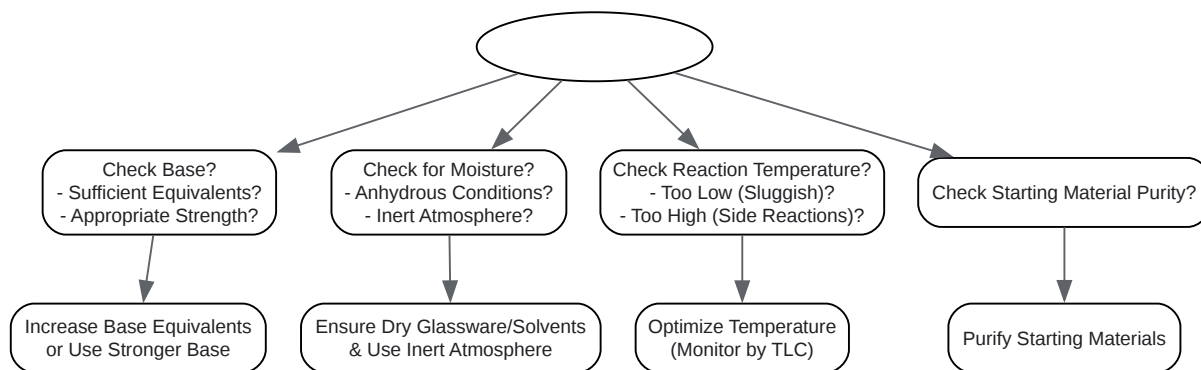 Check Base?
- Sufficient Equivalents?
- Appropriate Strength?
Check for Moisture?
- Anhydrous Conditions?
- Inert Atmosphere?
Check Reaction Temperature?
- Too Low (Sluggish)?
- Too High (Side Reactions)?
Check Starting Material Purity?
Increase Base Equivalents
or Use Stronger Base
Ensure Dry Glassware/Solvents
& Use Inert Atmosphere
Optimize Temperature
(Monitor by TLC)
Purify Starting Materials